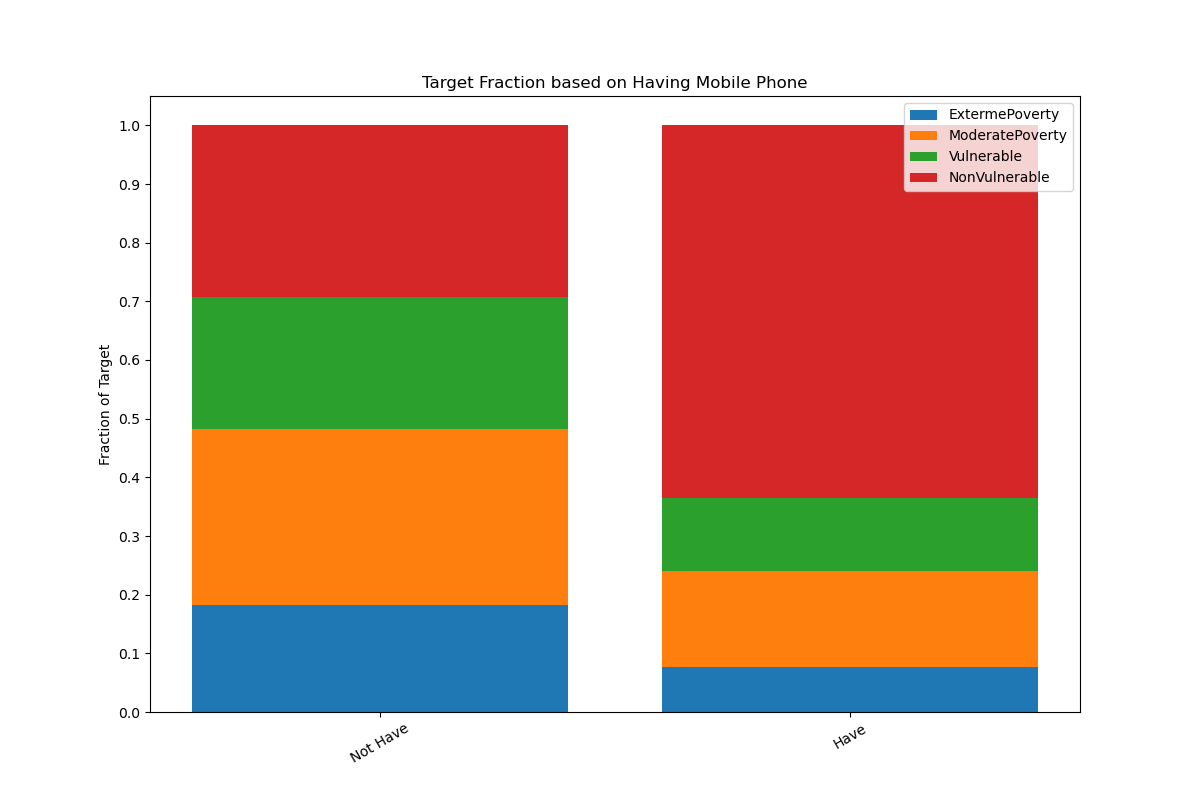 Target Fraction based on Having Mobile Phone
ExtermePoverty
ModeratePoverty
Vulnerable
NonVulnerable
Fraction of Target
1.0
0.9
0.8
0.7
0.6
0.5
0.4
0.3
0.2
0.1
0.0
Not Have
Have